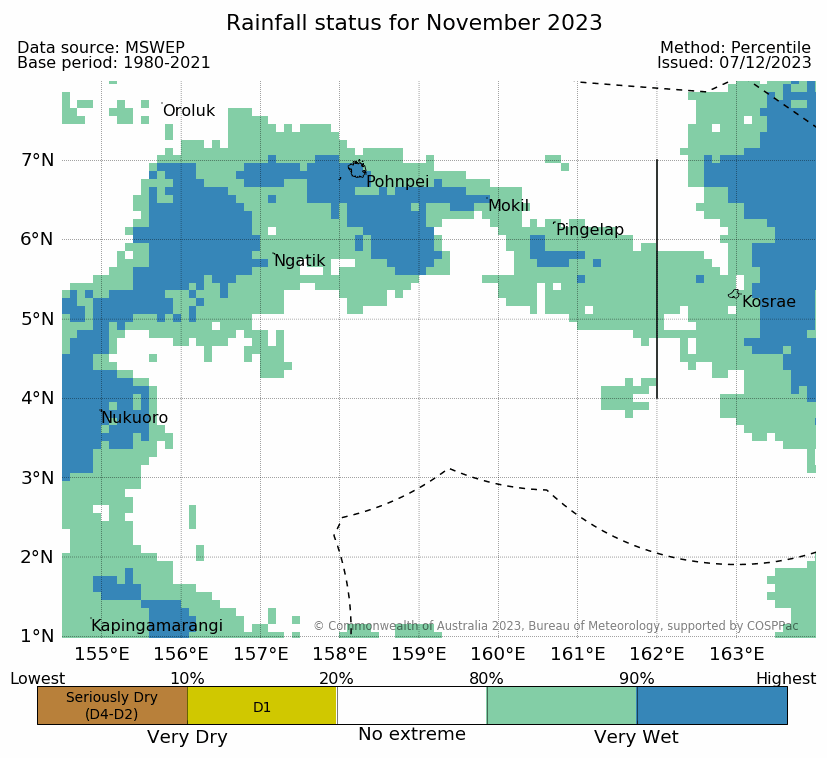 Rainfall status for November 2023
Data source: MSWEP
Method: Percentile
Base period: 1980-2021
Issued: 07/12/2023
Oroluk
7°N
Pohnpei
Mokil
6°N
Pingelap
Ngatik
Kosrae
5°N
4°N
Nukuoro
3°N
2°N
Kapingamarangi
© Commonwealth of Australia 2023, Bureau of Meteorology, supported by COSPPac
1°N
155°E 156°E 157°E 158°E 159°E 160°E 161°E 162°E 163°E
Lowest 10% 20% 80% 90% Highest
Seriously Dry
(D4-D2)
D1
Very Dry No extreme Very Wet